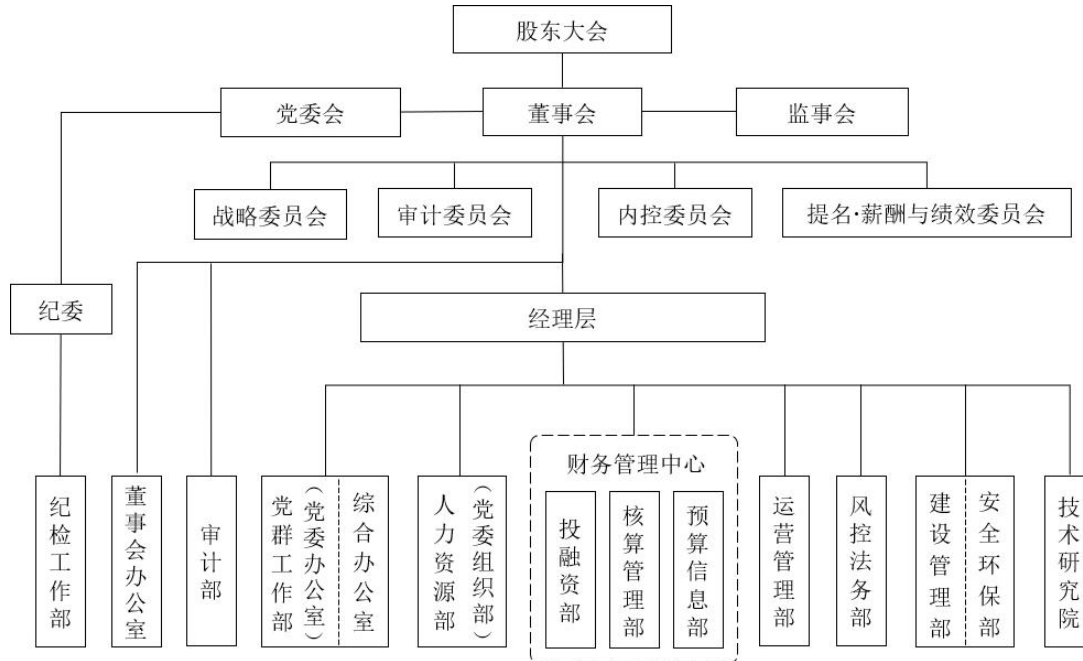 股东大会
党委会
董事会
监事会
战略委员会
审计委员会
内控委员会
提名·薪酬与绩效委员会
纪委
经理层
财务管理中心
纪检工作部
董事会办公室
审计部
党群工作部
(党委办公室)
综合办公室
人力资源部
(党委组织部)
投融资部
核算管理部
预算信息部
运营管理部
风控法务部
建设管理部
安全环保部
技术研究院